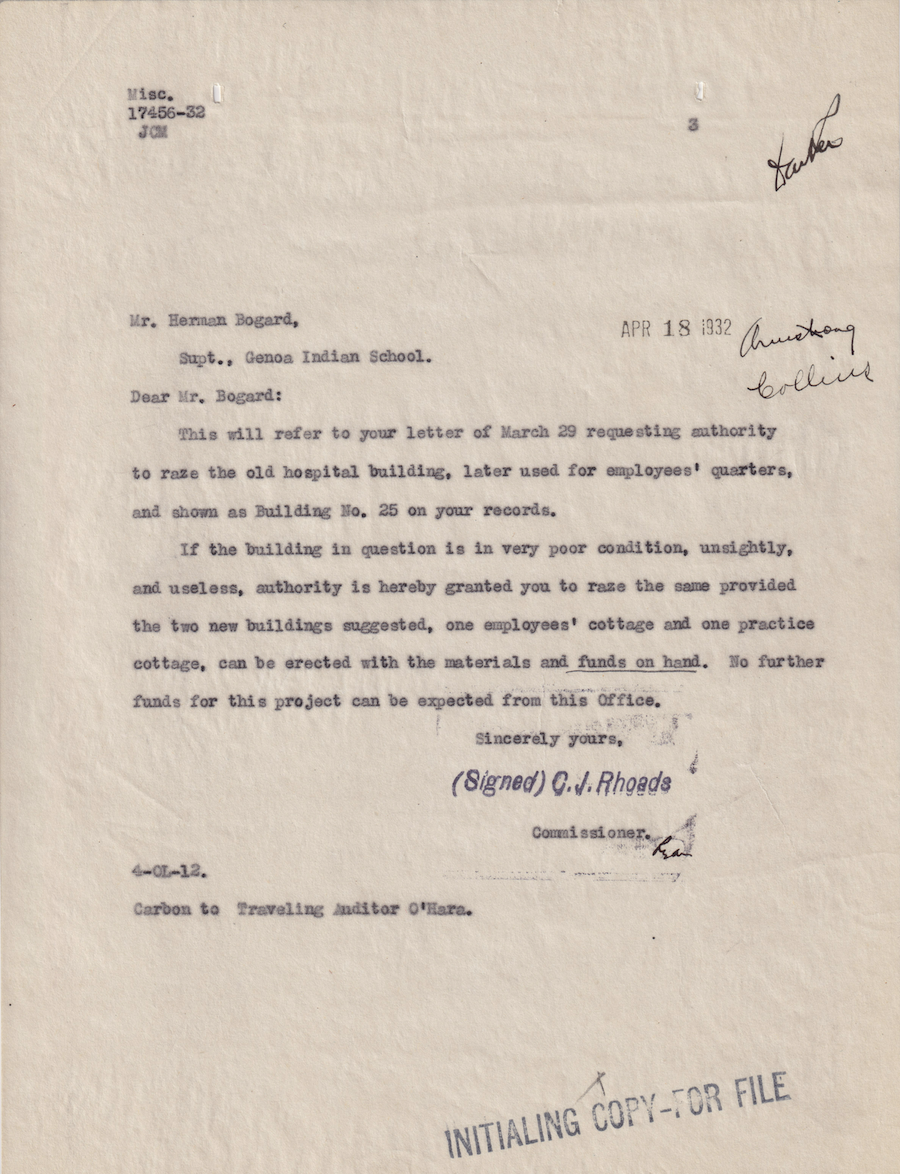 Misc.
17456-32
JCM
3
Mr. Herman Bogard,
APR 18 1932
Armstrong
Supt., Genoa Indian School.
Collins
Dear Mr. Bogard:
This will refer to your letter of March 29 requesting authority
to raze the old hospital building, later used for employees' quarters,
and shown as Building No. 25 on your records.
If the building in question is in very poor condition, unsightly,
and useless, authority is hereby granted you to raze the same provided
the two new buildings suggested, one employees' cottage and one practice
cottage, can be erected with the materials and funds on hand. No further
funds for this project can be expected from this Office.
Sincerely yours,
(Signed) C.J. Rhoads
Commissioner.
4-OL-12.
Carbon to Traveling Anditor O'Hara.
INITIALING COPY-FOR FILE